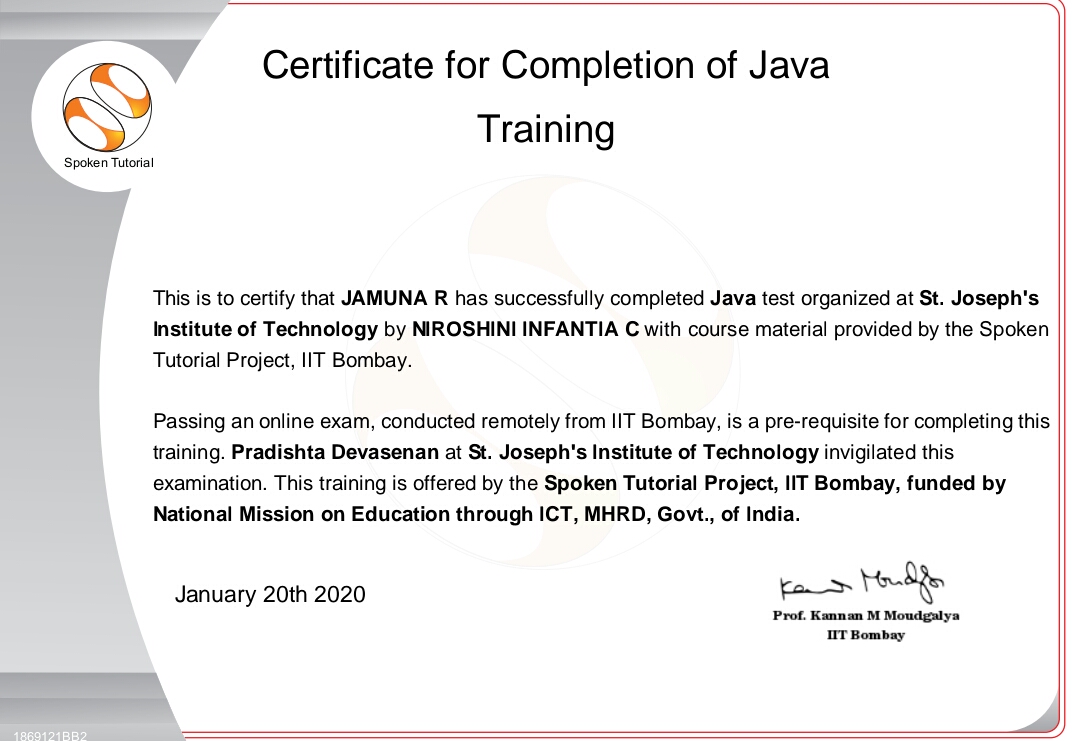 Certificate for Completion of Java
Training
Spoken Tutorial
This is to certify that JAMUNA R has successfully completed Java test organized at St. Joseph's
Institute of Technology by NIROSHINI INFANTIA C with course material provided by the Spoken
Tutorial Project, IIT Bombay.
Passing an online exam, conducted remotely from IIT Bombay, is a pre-requisite for completing this
training. Pradishta Devasenan at St. Joseph's Institute of Technology invigilated this
examination. This training is offered by the Spoken Tutorial Project, IIT Bombay, funded by
National Mission on Education through ICT, MHRD, Govt., of India.
January 20th 2020
Prof. Kannan M Moudgalya
IIT Bombay
1869121BB2